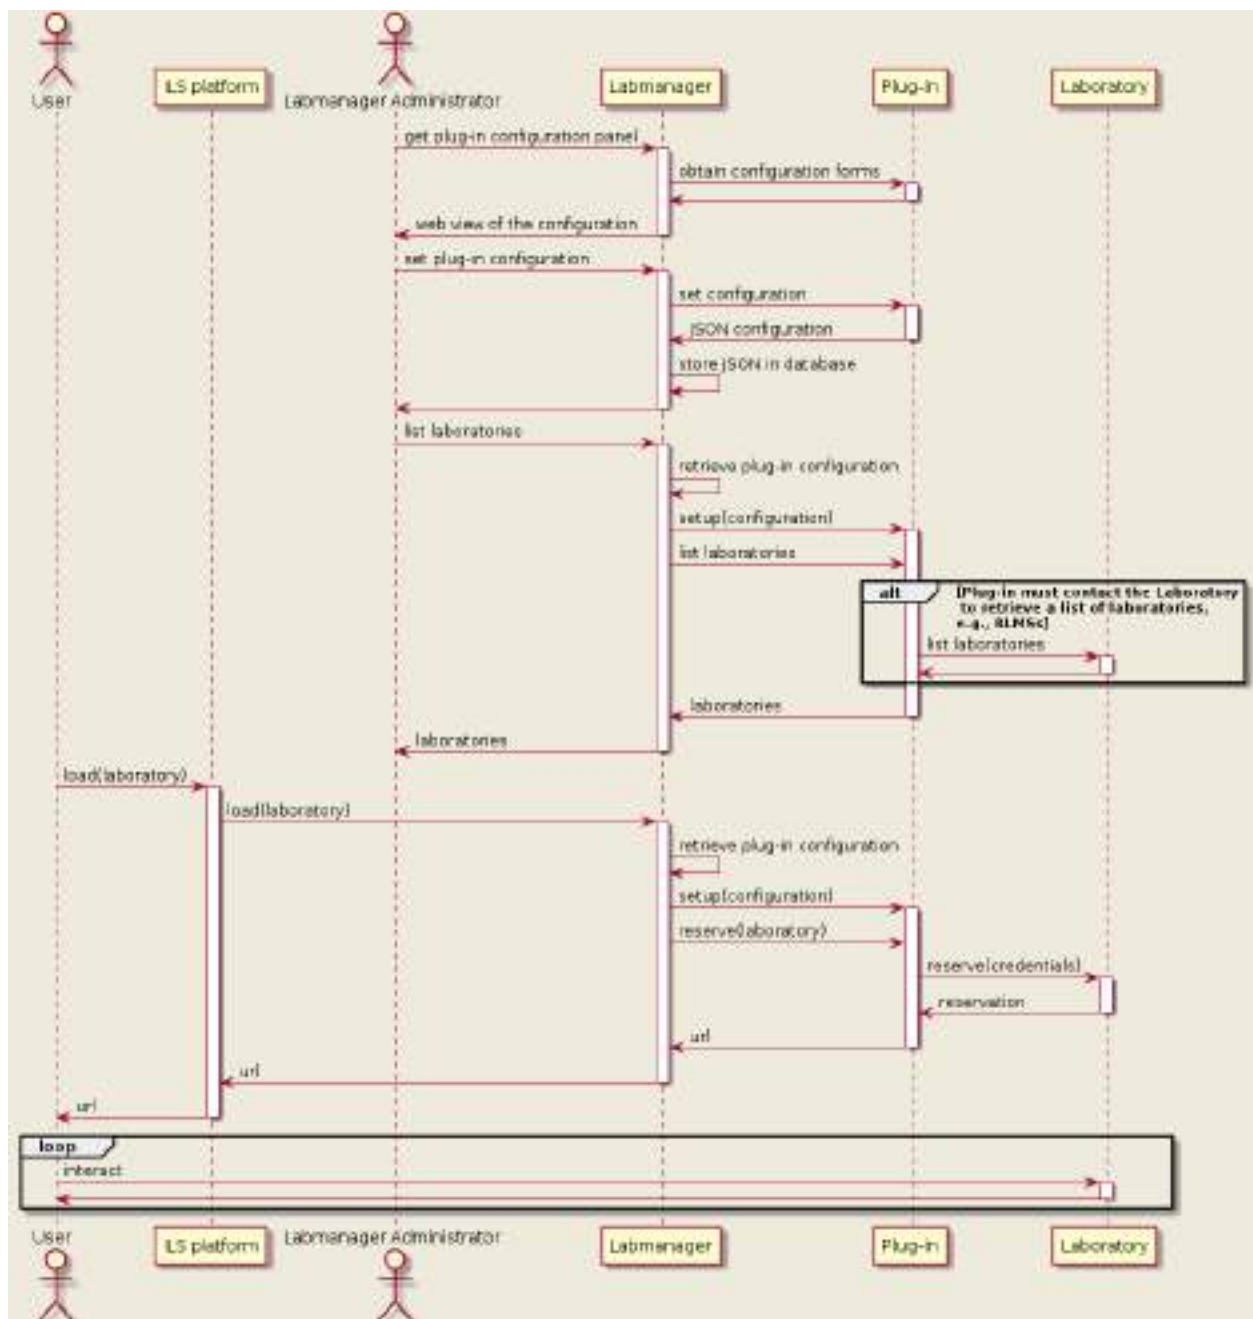 User
ILS platform
Labmanager Administrator
Labmanager
Plug-in
Laboratory
get plug-in configuration panel
obtain configuration forms
web view of the configuration
set plug-in configuration
set configuration
JSON configuration
store JSON in database
list laboratories
retrieve plug-in configuration
setup(configuration)
list laboratories
alt
[Plug-in must contact the Laboratory
to retrieve a list of laboratories,
e.g., RLMSs]
list laboratories
laboratories
laboratories
load(laboratory)
load(laboratory)
retrieve plug-in configuration
setup(configuration)
reserve(laboratory)
reserve(credentials)
reservation
url
url
url
loop
interact
User
ILS platform
Labmanager Administrator
Labmanager
Plug-in
Laboratory